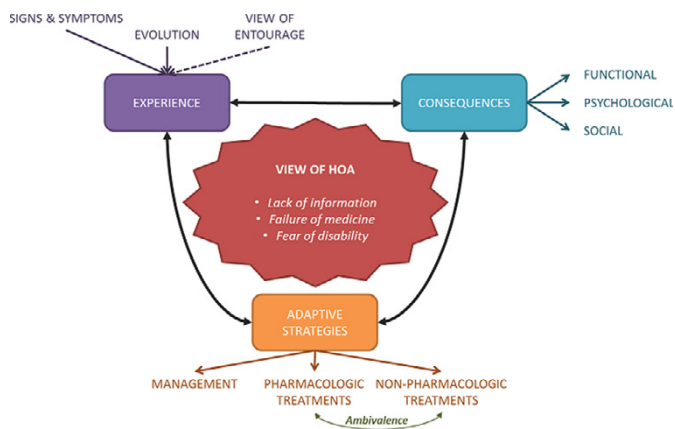 SIGNS & SYMPTOMS
EVOLUTION
VIEW OF
ENTOURAGE
EXPERIENCE
CONSEQUENCES
FUNCTIONAL
PSYCHOLOGICAL
SOCIAL
VIEW OF HOA
• Lack of information
• Failure of medicine
• Fear of disability
ADAPTIVE
STRATEGIES
MANAGEMENT
PHARMACOLOGIC
TREATMENTS
NON-PHARMACOLOGIC
TREATMENTS
Ambivalence